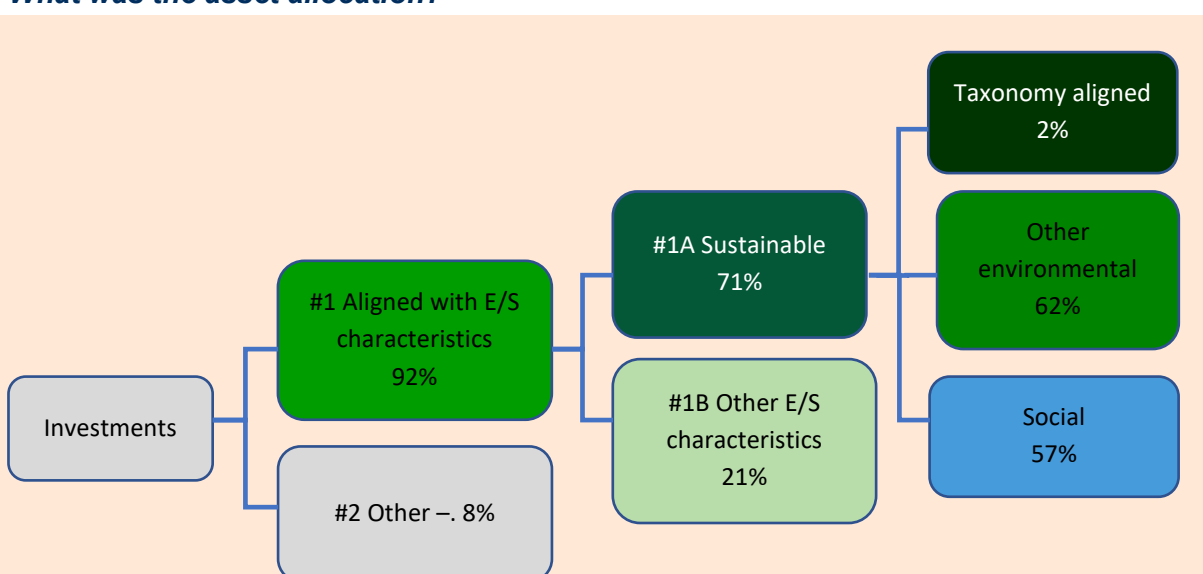 What was the asset allocation?
Taxonomy aligned
2%
Other
environmental
62%
#1A Sustainable
71%
#1 Aligned with E/S
characteristics
92%
#1B Other E/S
characteristics
21%
Social
57%
Investments
#2 Other –. 8%